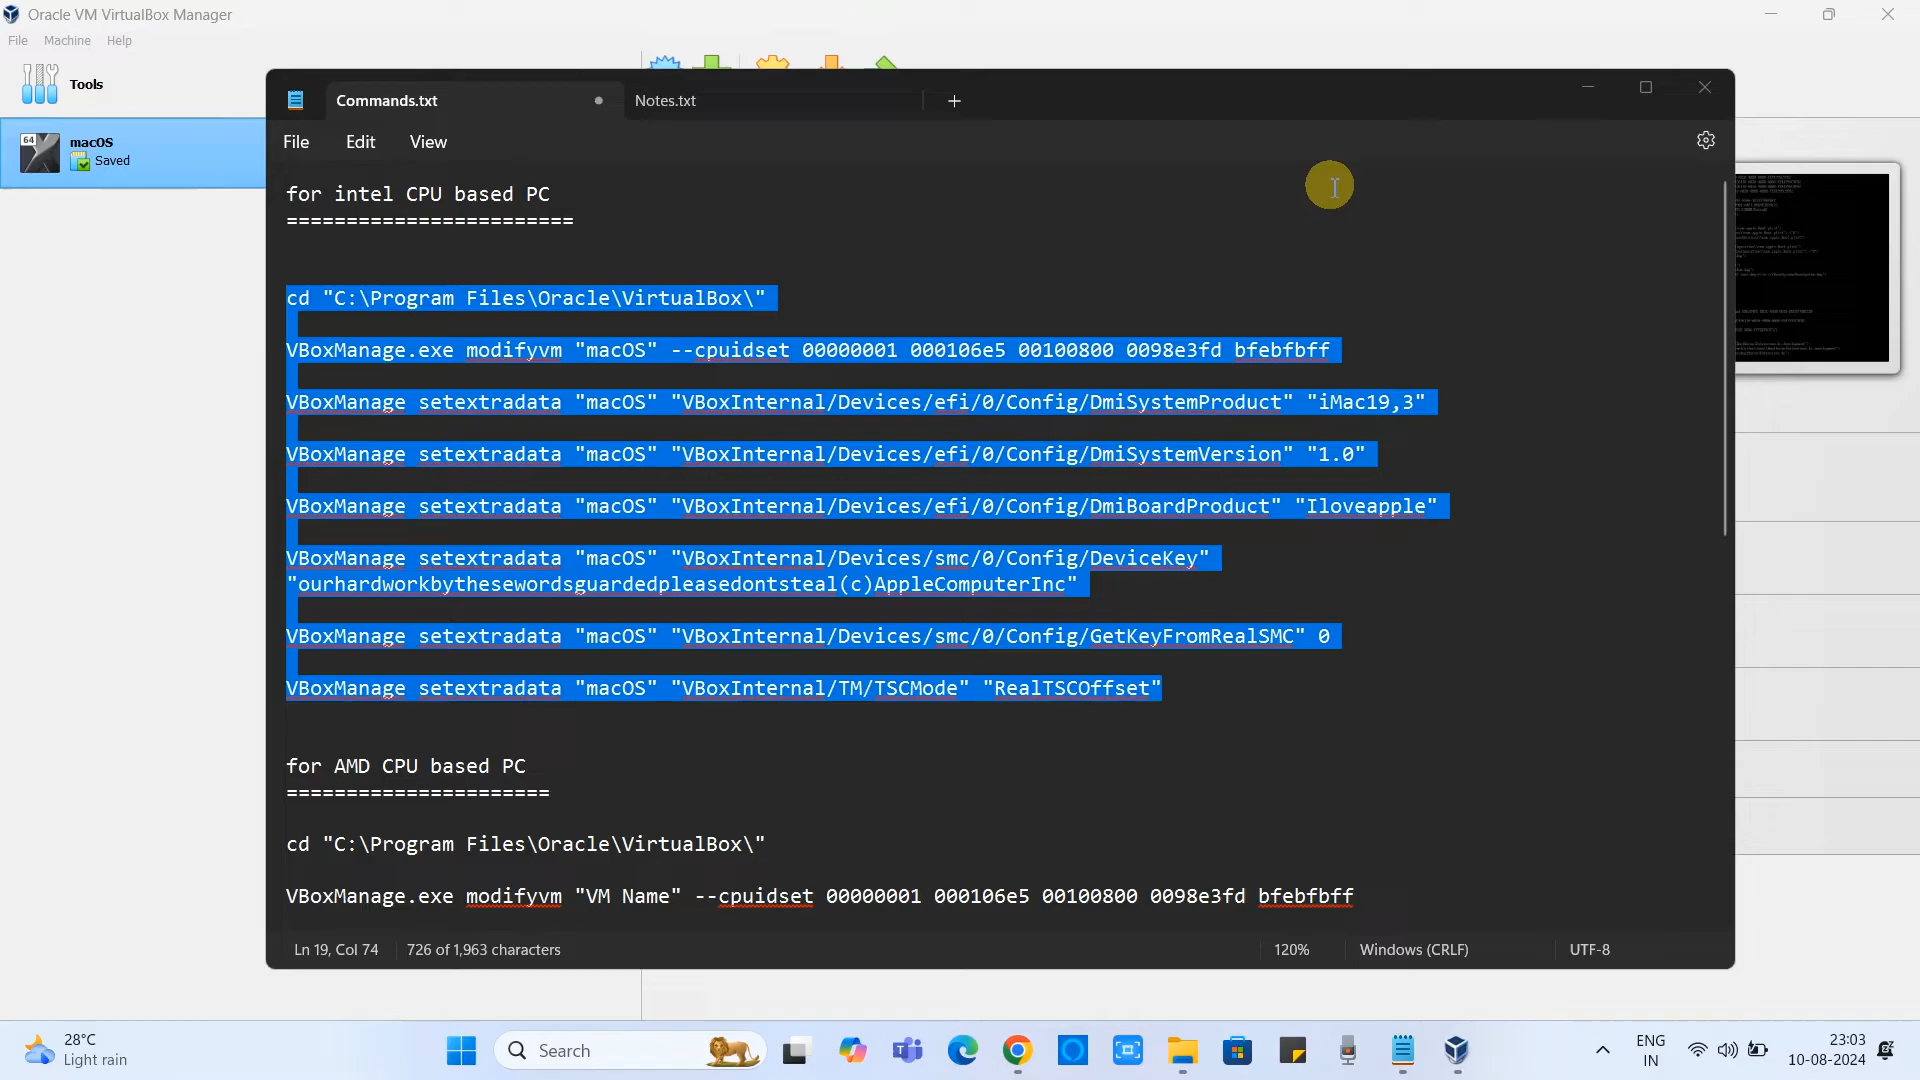 Oracle VM VirtualBox Manager
File Machine Help
Tools
64
macOS
Saved
Commands.txt
Notes.txt
File Edit View
for intel CPU based PC
========================
cd "C:\Program Files\Oracle\VirtualBox\"
VBoxManage.exe modifyvm "macOS" --cpuidset 00000001 000106e5 00100800 0098e3fd bfebfbff
VBoxManage setextradata "macOS" "VBoxInternal/Devices/efi/0/Config/DmiSystemProduct" "iMac19,3"
VBoxManage setextradata "macOS" "VBoxInternal/Devices/efi/0/Config/DmiSystemVersion" "1.0"
VBoxManage setextradata "macOS" "VBoxInternal/Devices/efi/0/Config/DmiBoardProduct" "Iloveapple"
VBoxManage setextradata "macOS" "VBoxInternal/Devices/smc/0/Config/DeviceKey"
"ourhardworkbythesewordsguardedpleasedontsteal(c)AppleComputerInc"
VBoxManage setextradata "macOS" "VBoxInternal/Devices/smc/0/Config/GetKeyFromRealSMC" 0
VBoxManage setextradata "macOS" "VBoxInternal/TM/TSCMode" "RealTSCOffset"
for AMD CPU based PC
======================
cd "C:\Program Files\Oracle\VirtualBox\"
VBoxManage.exe modifyvm "VM Name" --cpuidset 00000001 000106e5 00100800 0098e3fd bfebfbff
Ln 19, Col 74 726 of 1,963 characters 120% Windows (CRLF) UTF-8
28°C
Light rain
Search
ENG
IN
23:03
10-08-2024